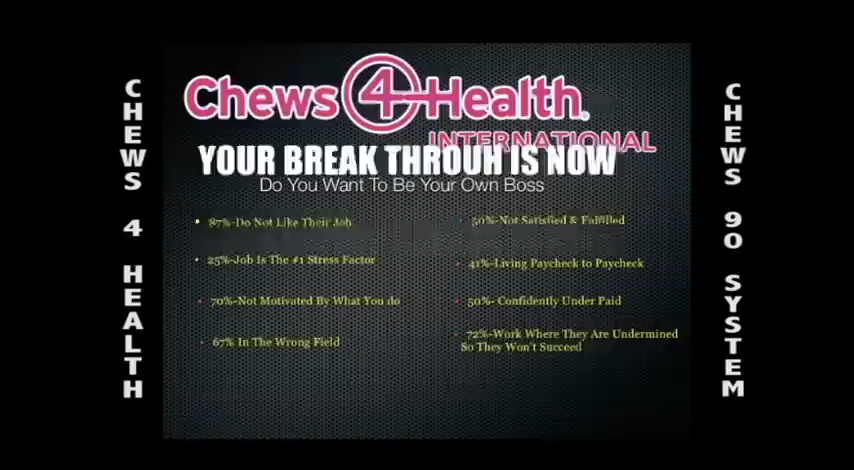 CHEWS 4 HEALTH
Chews 4 Health®
INTERNATIONAL
YOUR BREAK THROUH IS NOW
Do You Want To Be Your Own Boss
• 87%-Do Not Like Their Job
• 25%-Job Is The #1 Stress Factor
• 70%-Not Motivated By What You do
• 67% In The Wrong Field
• 50%-Not Satisfied & Fulfilled
• 41%-Living Paycheck to Paycheck
• 50%- Confidently Under Paid
• 72%-Work Where They Are Undermined
So They Won't Succeed
CHEWS 90 SYSTEM